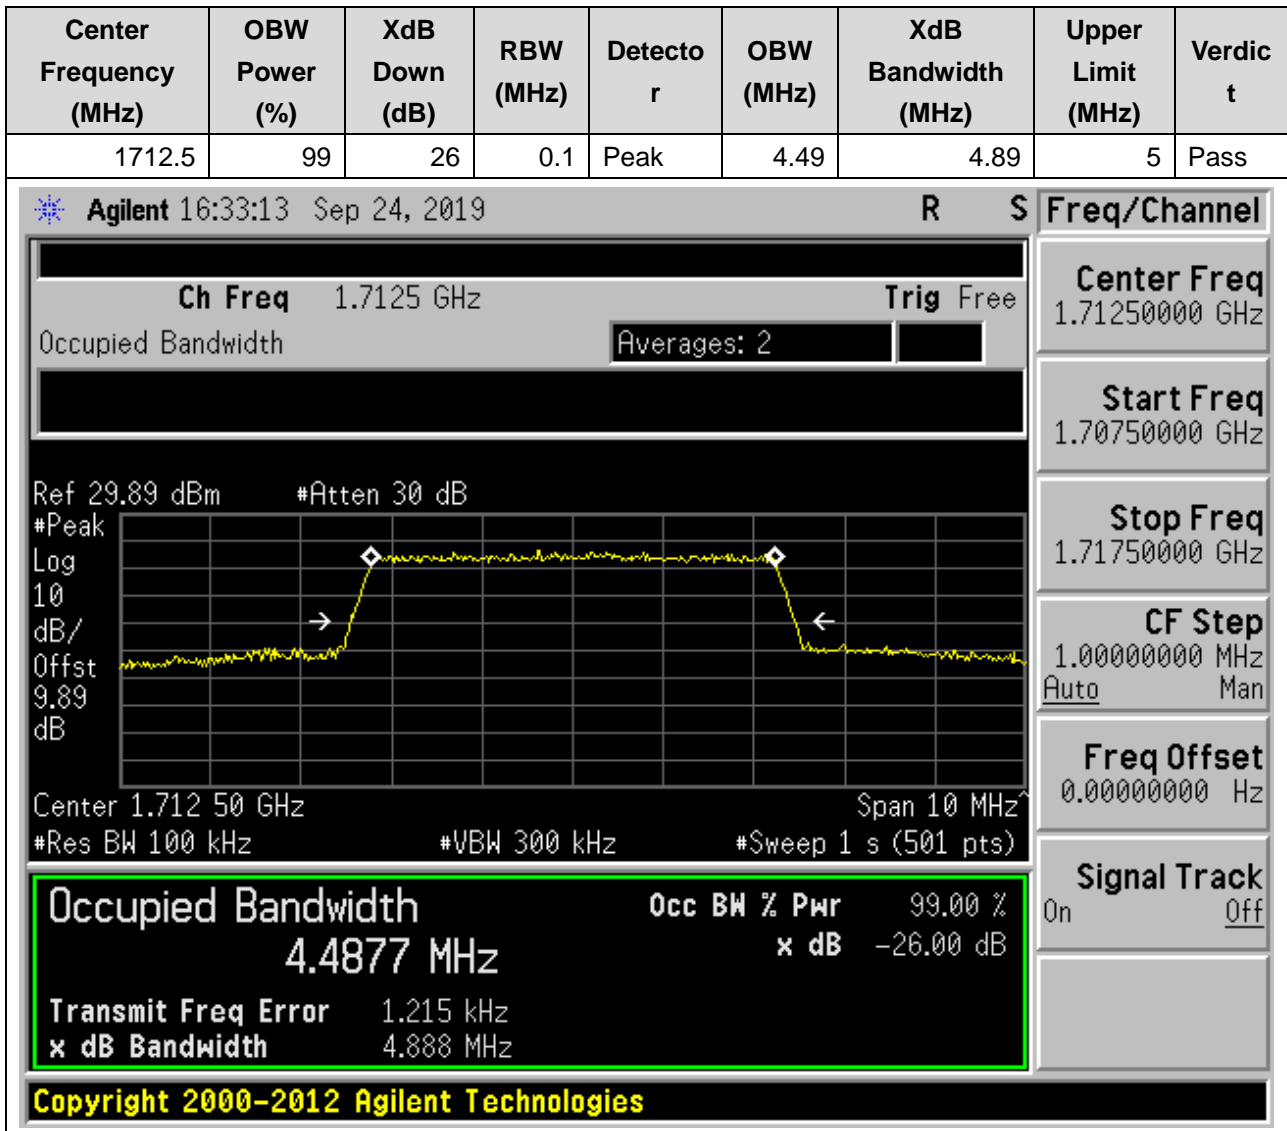 Center Frequency (MHz) OBW Power (%) XdB Down (dB) RBW (MHz) Detecto r OBW (MHz) XdB Bandwidth (MHz) Upper Limit (MHz) Verdic t
1712.5 99 26 0.1 Peak 4.49 4.89 5 Pass
Agilent 16:33:13 Sep 24, 2019 R S Freq/Channel
Ch Freq 1.7125 GHz Trig Free
Occupied Bandwidth Averages: 2
Center Freq
1.71250000 GHz
Start Freq
1.70750000 GHz
Stop Freq
1.71750000 GHz
CF Step
1.00000000 MHz
Auto Man
Freq Offset
0.00000000 Hz
Signal Track
On Off
Ref 29.89 dBm #Atten 30 dB
#Peak
Log
10
dB/
Offst
9.89
dB
Center 1.712 50 GHz Span 10 MHz^
#Res BW 100 kHz #VBW 300 kHz #Sweep 1 s (501 pts)
Occupied Bandwidth Occ BW % Pwr 99.00 %
4.4877 MHz x dB -26.00 dB
Transmit Freq Error 1.215 kHz
x dB Bandwidth 4.888 MHz
Copyright 2000-2012 Agilent Technologies